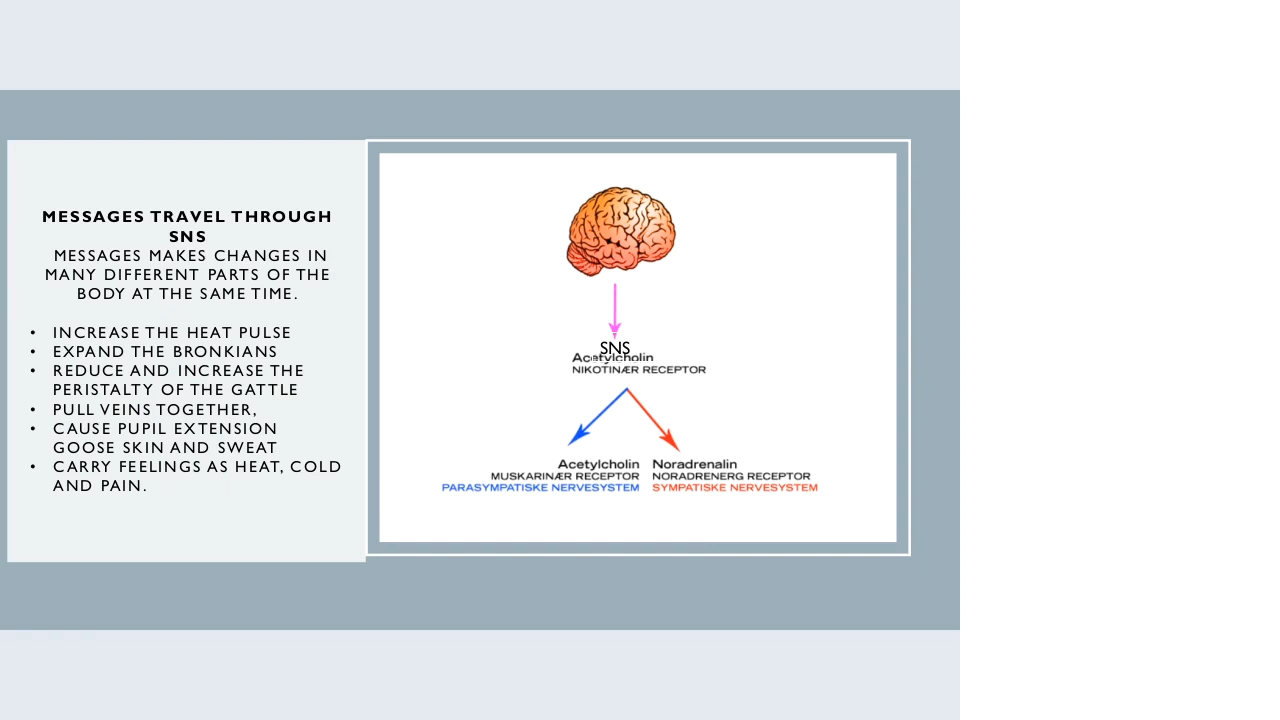 MESSAGES TRAVEL THROUGH
SNS
MESSAGES MAKES CHANGES IN
MANY DIFFERENT PARTS OF THE
BODY AT THE SAME TIME.
• INCREASE THE HEAT PULSE
• EXPAND THE BRONKIANS
• REDUCE AND INCREASE THE
PERISTALTY OF THE GATTLE
• PULL VEINS TOGETHER,
• CAUSE PUPIL EXTENSION
GOOSE SKIN AND SWEAT
• CARRY FEELINGS AS HEAT, COLD
AND PAIN.
SNS
Acetylcholin
NIKOTINÆR RECEPTOR
Acetylcholin
MUSKARINÆR RECEPTOR
PARASYMPATISKE NERVESYSTEM
Noradrenalin
NORADRENERG RECEPTOR
SYMPATISKE NERVESYSTEM